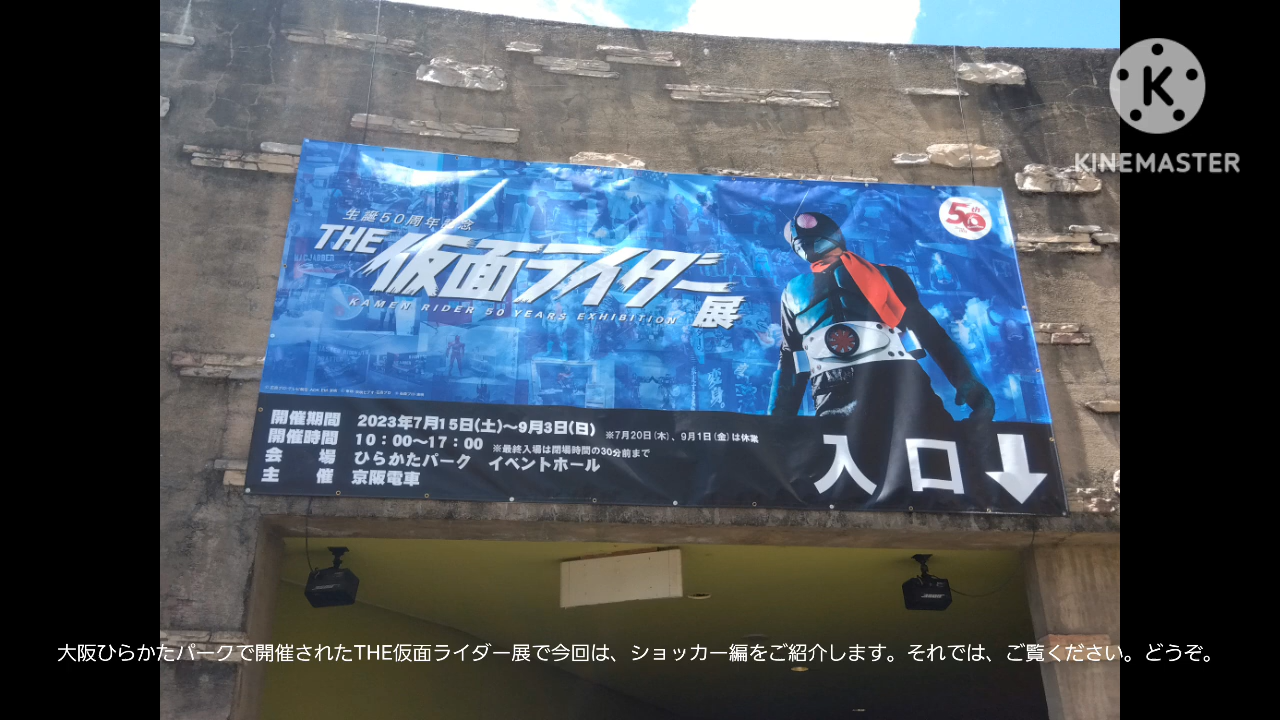 KINEMASTER
生誕50周年記念
50th
THE 仮面ライダー展
KAMEN RIDER 50 YEARS EXHIBITION
変身。
開催期間 2023年7月15日(土)～9月3日(日) ※7月20日(木)、9月1日(金)は休業
開催時間 10：00～17：00 ※最終入場は閉場時間の30分前まで
会場 ひらかたパーク イベントホール
主催 京阪電車
入口
BOSE
大阪ひらかたパークで開催されたTHE仮面ライダー展で今回は、ショッカー編をご紹介します。それでは、ご覧ください。どうぞ。